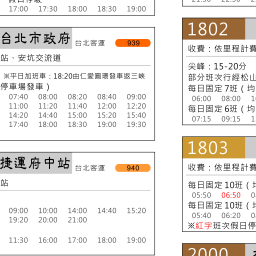 17:00 17:30 18:00 18:30 19:00
台北市政府 台北客運 939
站．安坑交流道
※平日加班車：18:20由仁愛圓環發車返三峽
停車場發車）
07:40 08:00 08:20 08:40 09:00
11:00 11:20 11:40 12:00 12:20
14:20 14:40 15:00 15:20 15:40
17:40 18:00 18:30 19:00 19:30
捷運府中站 台北客運 940
站
09:00 10:00 14:00 14:40 15:20
19:20 20:00 21:00
11:30 16:00 17:00 18:00 19:00
1802
收費：依里程計費
尖峰：15-20分
部分班次行經松山
每日固定7班（均
06:00 08:00
每日固定6班（均
07:15 09:15
1803
收費：依里程計費
每日固定10班（均
05:50 06:50
每日固定10班（均
05:40 06:20
※紅字班次假日停
2000